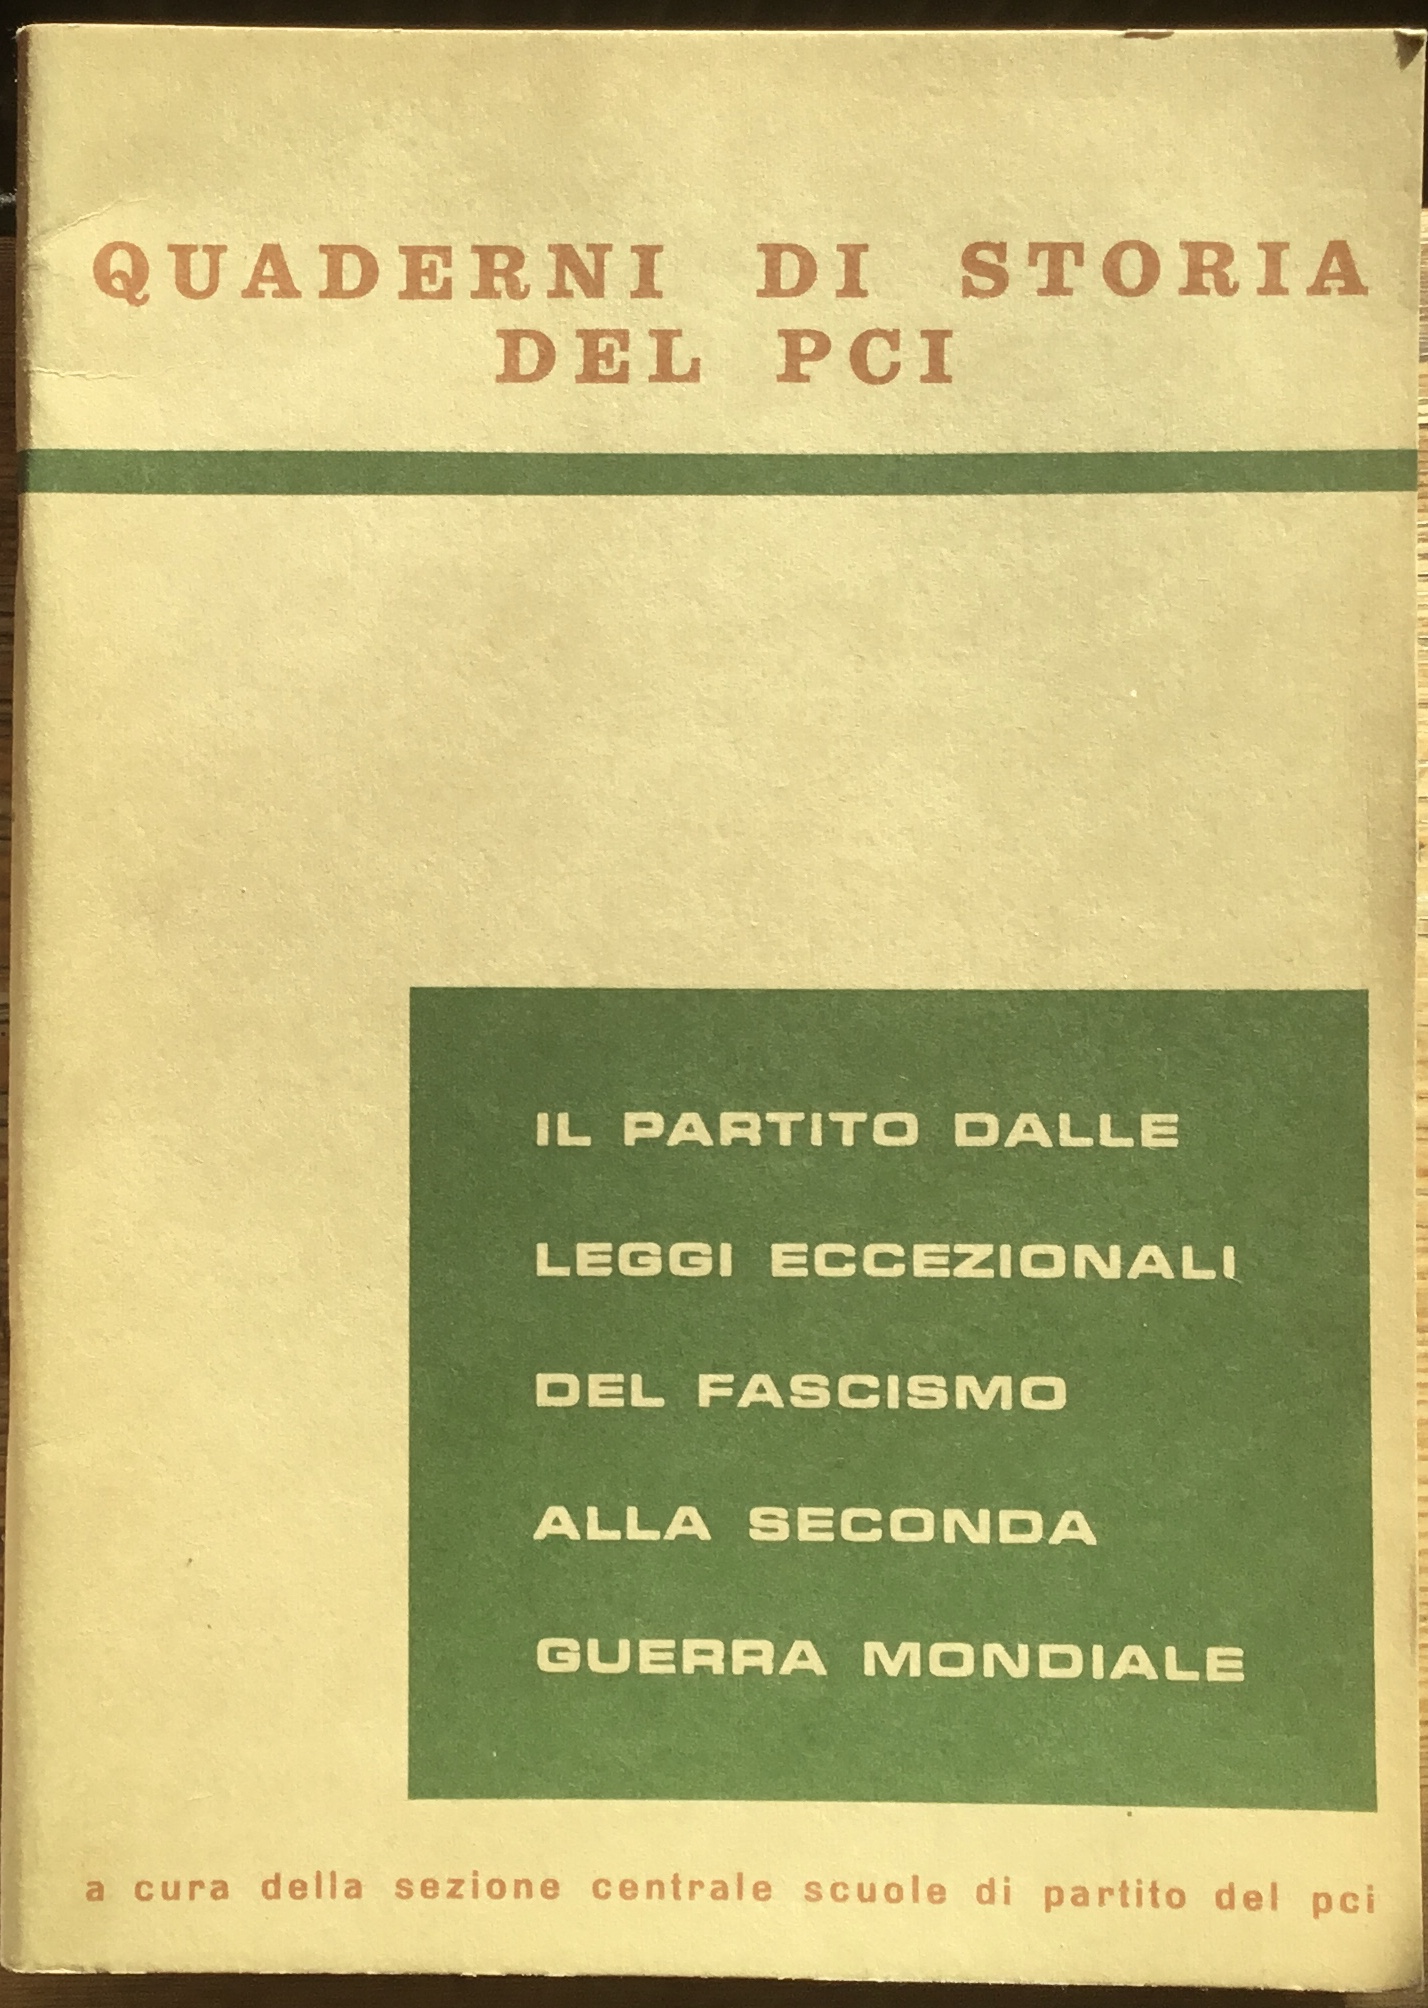 QUADERNI DI STORIA
DEL PCI
IL PARTITO DALLE
LEGGI ECCEZIONALI
DEL FASCISMO
ALLA SECONDA
GUERRA MONDIALE
a cura della sezione centrale scuole di partito del pci